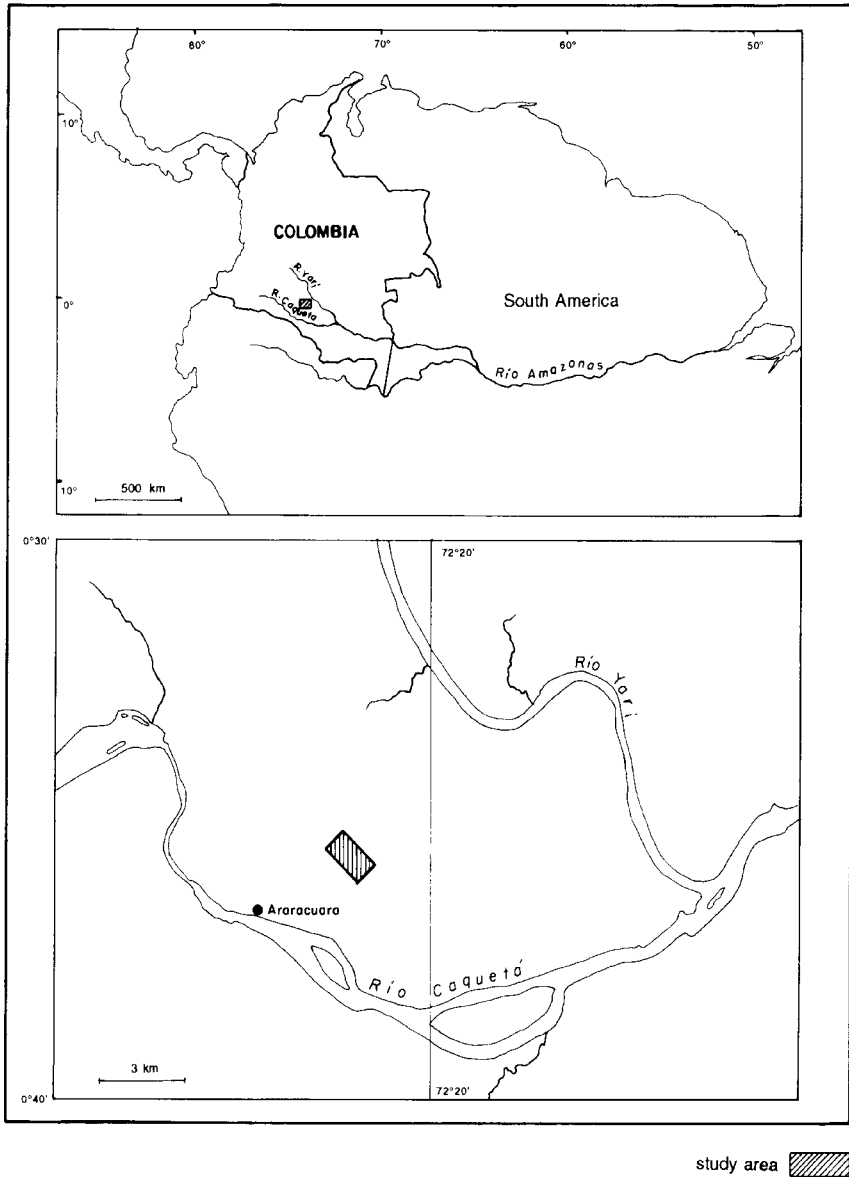 80°
70°
60°
50°
10°
COLOMBIA
R. Yarí
R. Caquetá
0°
South America
Río Amazonas
10°
500 km
0°30'
72°20'
Río Yarí
Araracuara
Río Caquetá
3 km
0°40'
72°20'
study area